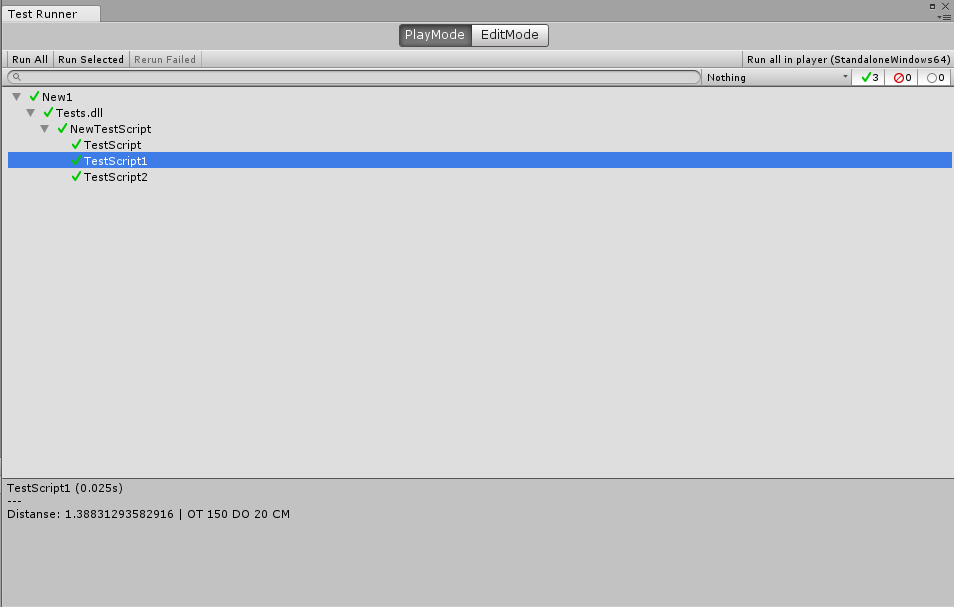 Test Runner
PlayMode EditMode
Run All Run Selected Rerun Failed Run all in player (StandaloneWindows64)
Nothing 3 0 0
New1
Tests.dll
NewTestScript
TestScript
TestScript1
TestScript2
TestScript1 (0.025s)
---
Distanse: 1.38831293582916 | OT 150 DO 20 CM